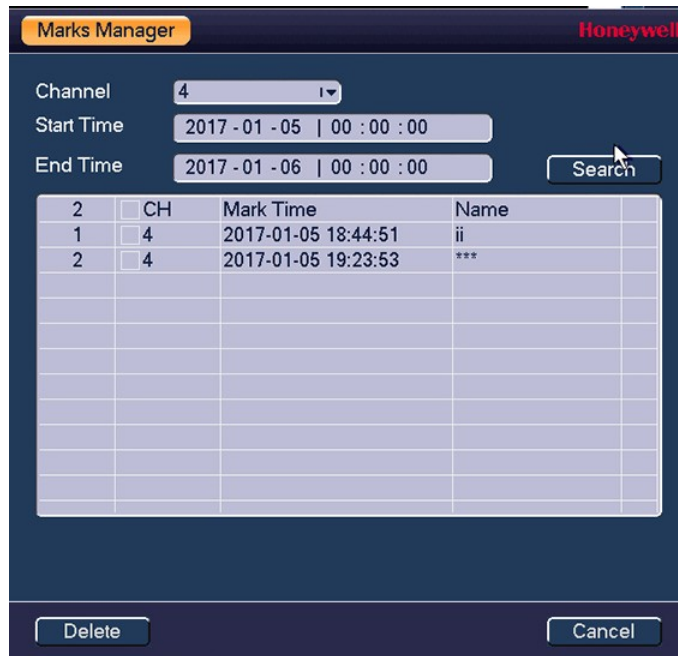 Marks Manager Honeywell
Channel 4
Start Time 2017 - 01 - 05 | 00 : 00 : 00
End Time 2017 - 01 - 06 | 00 : 00 : 00
Search
2 CH Mark Time Name
1 4 2017-01-05 18:44:51 ii
2 4 2017-01-05 19:23:53 ***
Delete Cancel